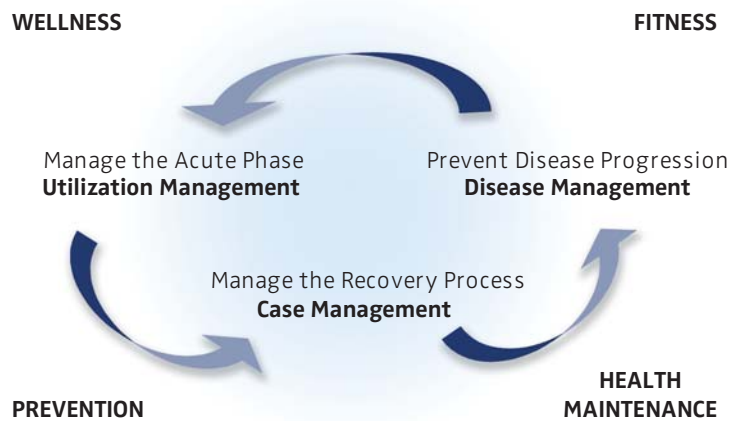 WELLNESS
FITNESS
Manage the Acute Phase
Utilization Management
Prevent Disease Progression
Disease Management
Manage the Recovery Process
Case Management
PREVENTION
HEALTH
MAINTENANCE